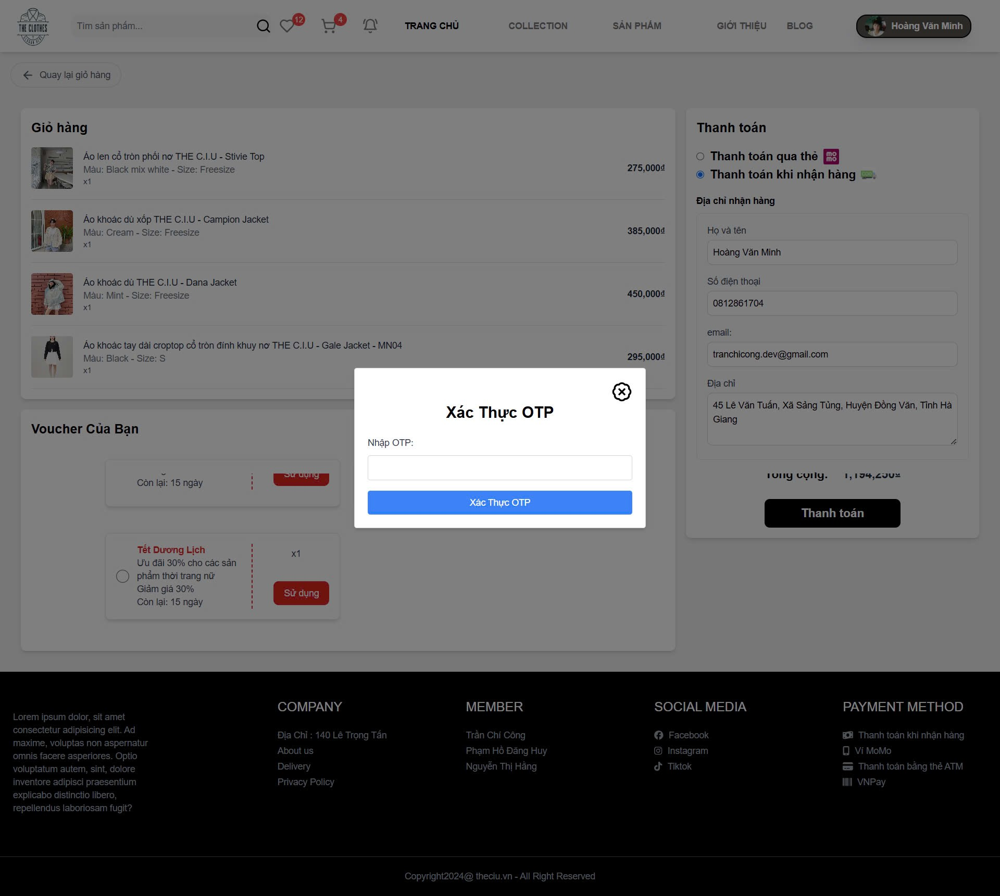 THE CLOTHES
SLOGAN HERE
Tìm sản phẩm...
12
4
TRANG CHỦ
COLLECTION
SẢN PHẨM
GIỚI THIỆU
BLOG
Hoàng Văn Minh
Quay lại giỏ hàng
Giỏ hàng
Áo len cổ tròn phối nơ THE C.I.U - Stivie Top
Màu: Black mix white - Size: Freesize
x1
275,000₫
Áo khoác dù xốp THE C.I.U - Campion Jacket
Màu: Cream - Size: Freesize
x1
385,000₫
Áo khoác dù THE C.I.U - Dana Jacket
Màu: Mint - Size: Freesize
x1
450,000₫
Áo khoác tay dài croptop cổ tròn đính khuy nơ THE C.I.U - Gale Jacket - MN04
Màu: Black - Size: S
x1
295,000₫
Voucher Của Bạn
Còn lại: 15 ngày
Sử dụng
Tết Dương Lịch
Ưu đãi 30% cho các sản
phẩm thời trang nữ
Giảm giá 30%
Còn lại: 15 ngày
x1
Sử dụng
Thanh toán
Thanh toán qua thẻ
mo
mo
Thanh toán khi nhận hàng
Địa chỉ nhận hàng
Họ và tên
Hoàng Văn Minh
Số điện thoại
0812861704
email:
tranchicong.dev@gmail.com
Địa chỉ
45 Lê Văn Tuấn, Xã Sảng Tủng, Huyện Đồng Văn, Tỉnh Hà
Giang
Tổng cộng: 1,194,250₫
Thanh toán
Xác Thực OTP
Nhập OTP:
Xác Thực OTP
Lorem ipsum dolor, sit amet
consectetur adipisicing elit. Ad
maxime, voluptas non aspernatur
omnis facere asperiores. Optio
voluptatum autem, sint, dolore
inventore adipisci praesentium
explicabo distinctio libero,
repellendus laboriosam fugit?
COMPANY
Địa Chỉ : 140 Lê Trọng Tấn
About us
Delivery
Privacy Policy
MEMBER
Trần Chí Công
Phạm Hồ Đăng Huy
Nguyễn Thị Hằng
SOCIAL MEDIA
Facebook
Instagram
Tiktok
PAYMENT METHOD
Thanh toán khi nhận hàng
Ví MoMo
Thanh toán bằng thẻ ATM
VNPay
Copyright2024@ theciu.vn - All Right Reserved